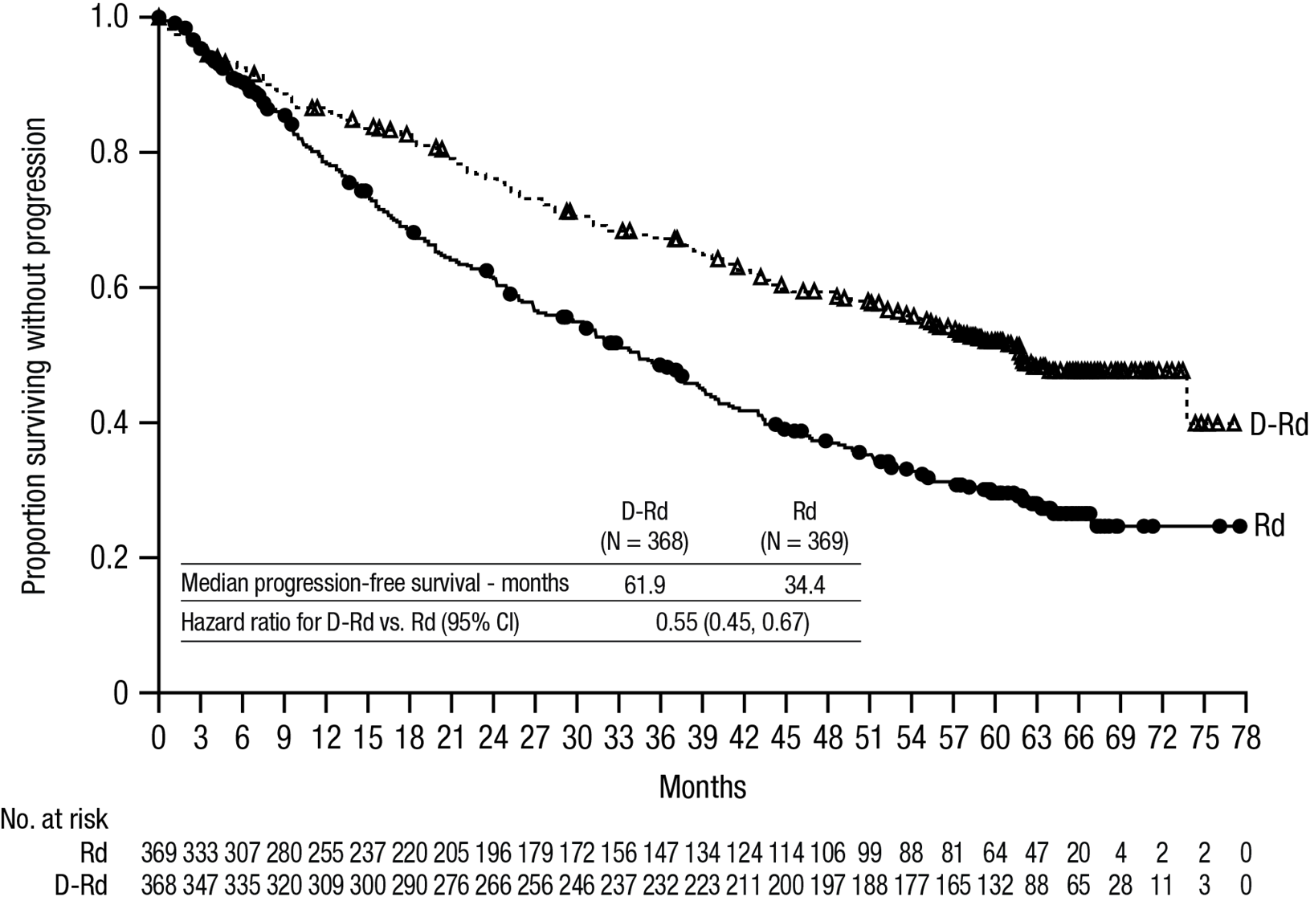 Proportion surviving without progression
1.0
0.8
0.6
0.4
0.2
0
D-Rd
Rd
D-Rd Rd
(N = 368) (N = 369)
Median progression-free survival - months 61.9 34.4
Hazard ratio for D-Rd vs. Rd (95% CI) 0.55 (0.45, 0.67)
0 3 6 9 12 15 18 21 24 27 30 33 36 39 42 45 48 51 54 57 60 63 66 69 72 75 78
Months
No. at risk
Rd 369 333 307 280 255 237 220 205 196 179 172 156 147 134 124 114 106 99 88 81 64 47 20 4 2 2 0
D-Rd 368 347 335 320 309 300 290 276 266 256 246 237 232 223 211 200 197 188 177 165 132 88 65 28 11 3 0